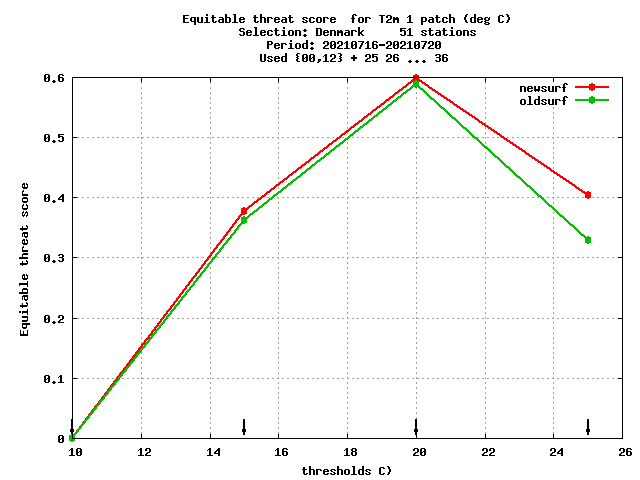 Equitable threat score  for T2m 1 patch (deg C)
Selection: Denmark     51 stations
Period: 20210716-20210720
Used {00,12} + 25 26 ... 36
newsurf
oldsurf
0.6
0.5
0.4
0.3
0.2
0.1
0
Equitable threat score
10 12 14 16 18 20 22 24 26
thresholds C)